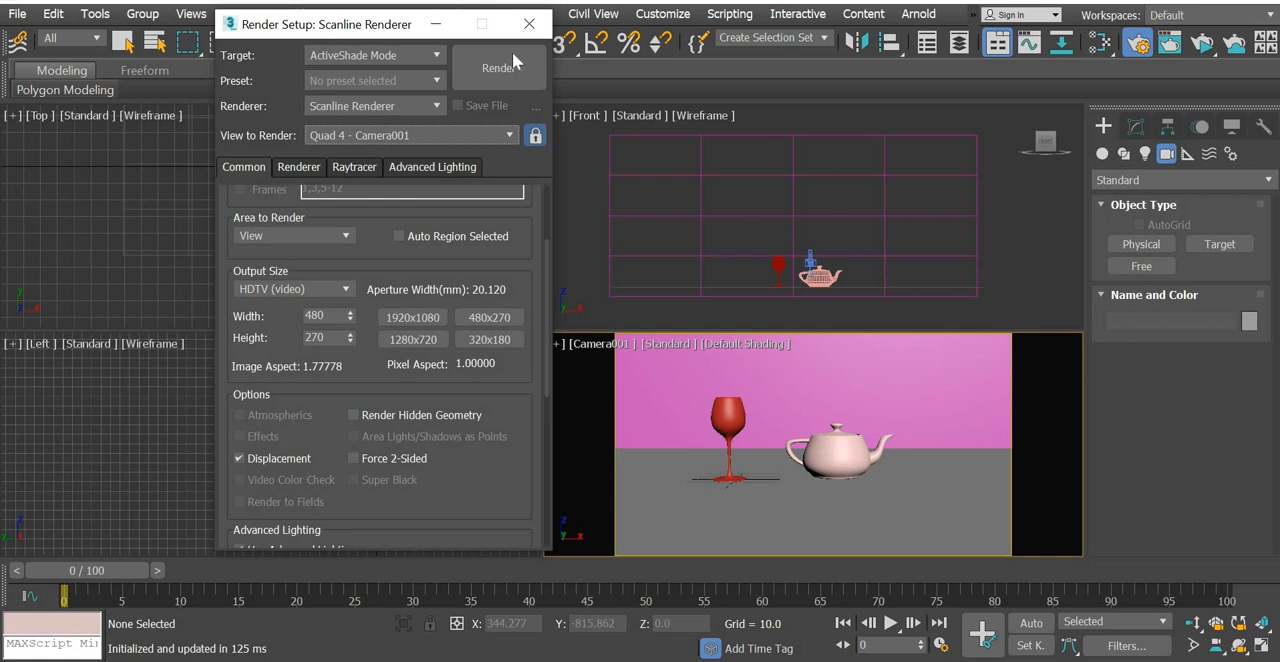 File Edit Tools Group Views
Render Setup: Scanline Renderer
Civil View Customize Scripting Interactive Content Arnold
Sign In
Workspaces: Default
All
Create Selection Set
Modeling Freeform
Polygon Modeling
Target: ActiveShade Mode
Render
Preset: No preset selected
Renderer: Scanline Renderer
Save File ...
View to Render: Quad 4 - Camera001
Common Renderer Raytracer Advanced Lighting
Frames 1,3,5-12
Area to Render
View
Auto Region Selected
Output Size
HDTV (video)
Aperture Width(mm): 20.120
Width: 480 1920x1080 480x270
Height: 270 1280x720 320x180
Image Aspect: 1.77778 Pixel Aspect: 1.00000
Options
Atmospherics Render Hidden Geometry
Effects Area Lights/Shadows as Points
Displacement Force 2-Sided
Video Color Check Super Black
Render to Fields
Advanced Lighting
[+] [Top ] [Standard ] [Wireframe ]
+] [Front ] [Standard ] [Wireframe ]
[+] [Left ] [Standard ] [Wireframe ]
+] [Camera001 ] [Standard ] [Default Shading ]
Standard
Object Type
AutoGrid
Physical Target
Free
Name and Color
< 0 / 100 >
0 5 10 15 20 25 30 35 40 45 50 55 60 65 70 75 80 85 90 95 100
None Selected
X: 344.277 Y: -815.862 Z: 0.0 Grid = 10.0
Auto Selected
MAXScript Mi
Initialized and updated in 125 ms
Add Time Tag
0
Set K. Filters...